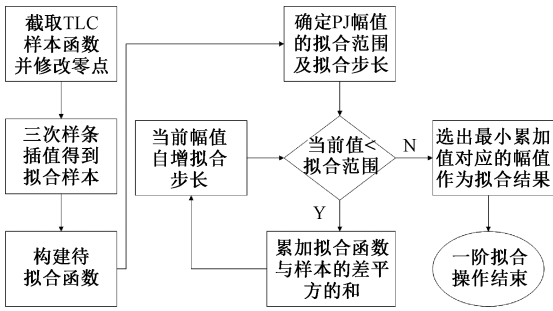 截取TLC
样本函数
并修改零点
三次样条
插值得到
拟合样本
构建待
拟合函数
确定PJ幅值
的拟合范围
及拟合步长
当前值<
拟合范围
N
Y
累加拟合函数
与样本的差平
方的和
当前幅值
自增拟合
步长
选出最小累加
值对应的幅值
作为拟合结果
一阶拟合
操作结束